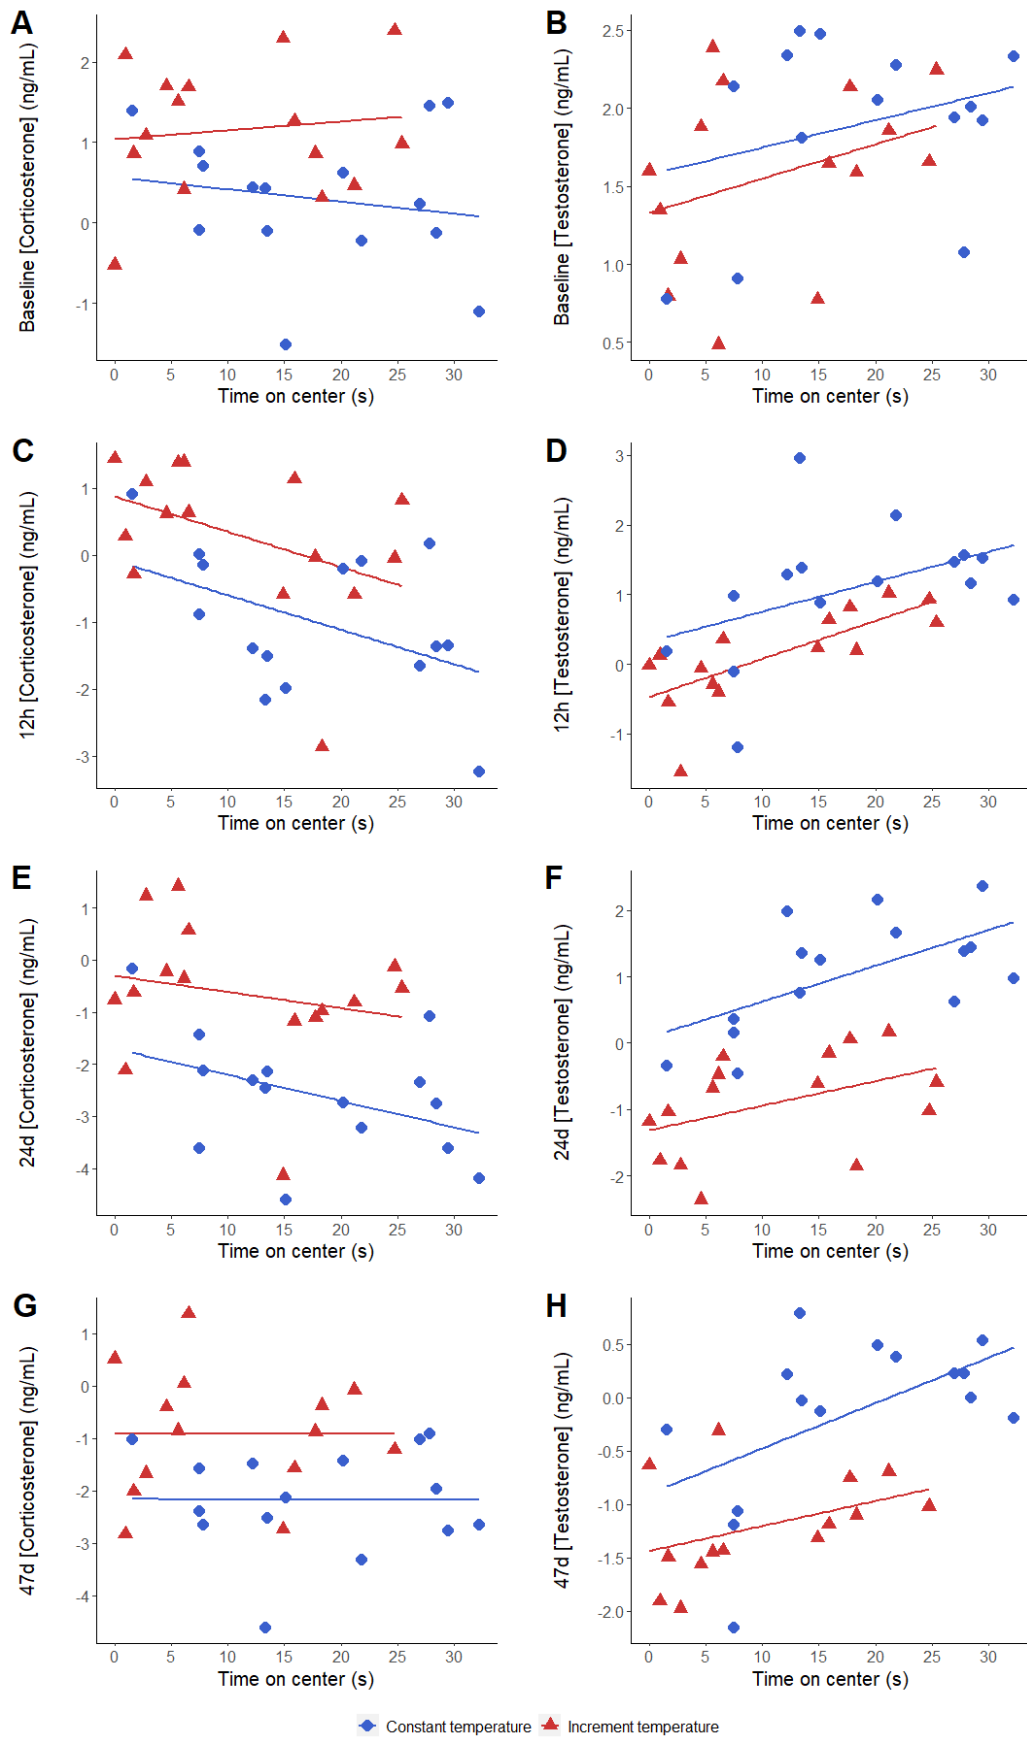 A
B
Baseline [Corticosterone] (ng/mL)
2
1
0
-1
0 5 10 15 20 25 30
Time on center (s)
Baseline [Testosterone] (ng/mL)
2.5
2.0
1.5
1.0
0.5
0 5 10 15 20 25 30
Time on center (s)
C
D
12h [Corticosterone] (ng/mL)
1
0
-1
-2
-3
0 5 10 15 20 25 30
Time on center (s)
12h [Testosterone] (ng/mL)
3
2
1
0
-1
0 5 10 15 20 25 30
Time on center (s)
E
F
24d [Corticosterone] (ng/mL)
1
0
-1
-2
-3
-4
0 5 10 15 20 25 30
Time on center (s)
24d [Testosterone] (ng/mL)
2
1
0
-1
-2
0 5 10 15 20 25 30
Time on center (s)
G
H
47d [Corticosterone] (ng/mL)
1
0
-1
-2
-3
-4
0 5 10 15 20 25 30
Time on center (s)
47d [Testosterone] (ng/mL)
0.5
0.0
-0.5
-1.0
-1.5
-2.0
0 5 10 15 20 25 30
Time on center (s)
Constant temperature Increment temperature